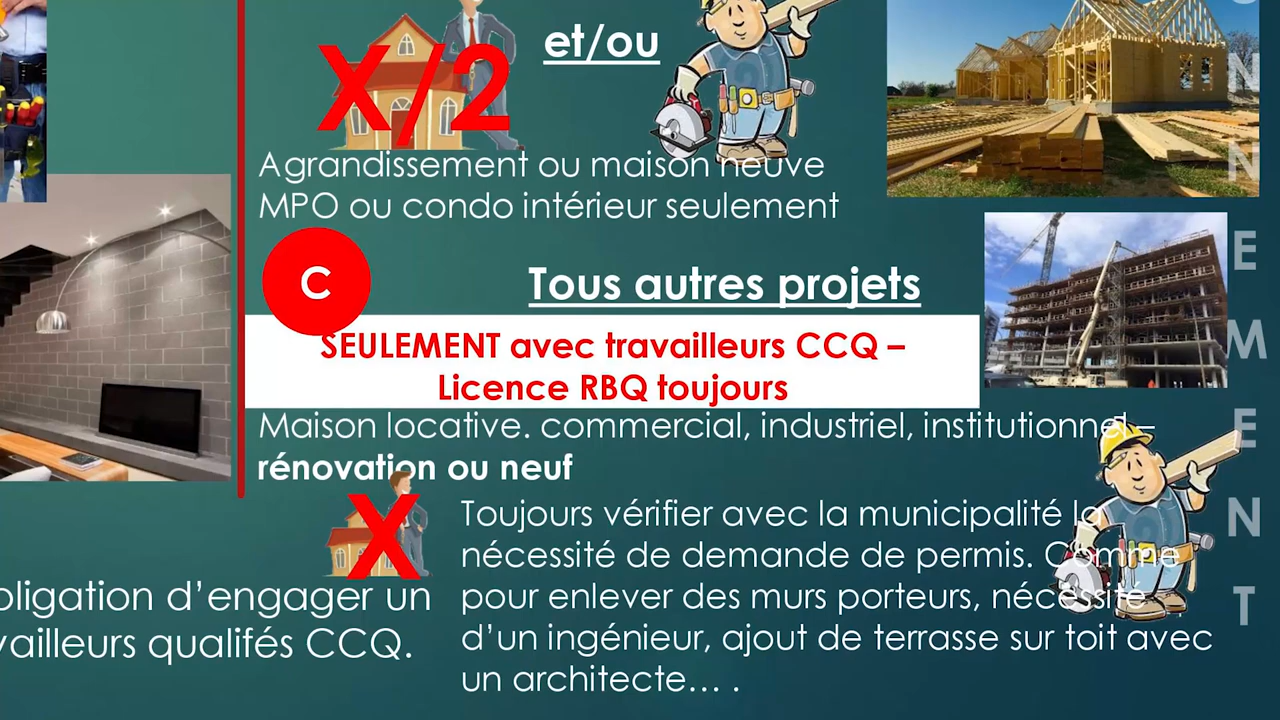 X/2
et/ou
Agrandissement ou maison neuve
MPO ou condo intérieur seulement
C
Tous autres projets
SEULEMENT avec travailleurs CCQ –
Licence RBQ toujours
Maison locative. commercial, industriel, institutionnel –
rénovation ou neuf
X
Toujours vérifier avec la municipalité la
nécessité de demande de permis. Comme
pour enlever des murs porteurs, nécessité
d’un ingénieur, ajout de terrasse sur toit avec
un architecte… .
d’engager un
qualifés CCQ.
N
N
E
M
E
N
T